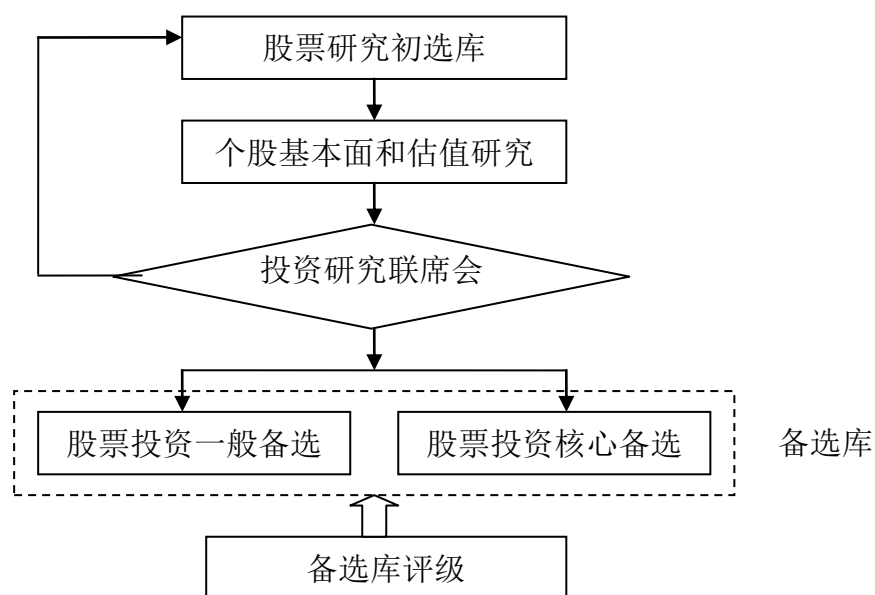 股票研究初选库
个股基本面和估值研究
投资研究联席会
股票投资一般备选
股票投资核心备选
备选库
备选库评级